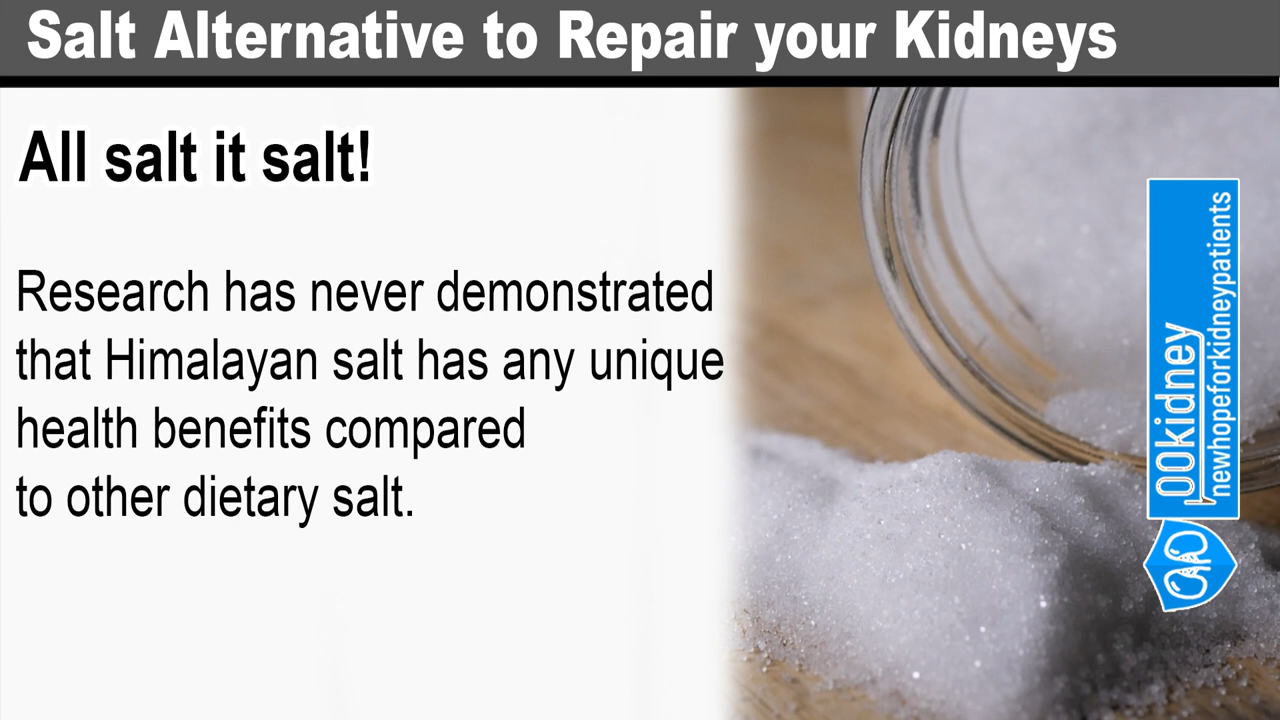 Salt Alternative to Repair your Kidneys
All salt it salt!
Research has never demonstrated
that Himalayan salt has any unique
health benefits compared
to other dietary salt.
00kidney
newhopeforkidneypatients